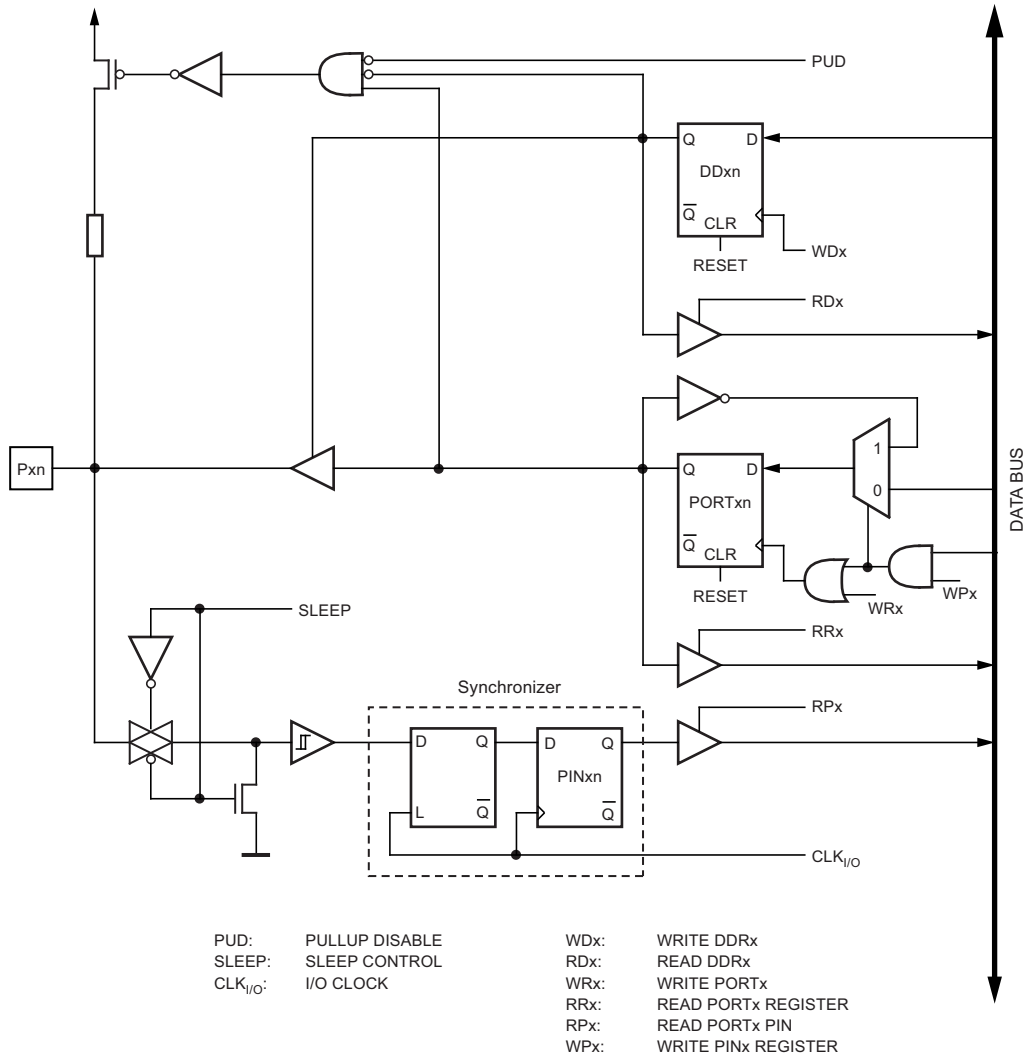 PUD
Q D
DDxn
Q̅
CLR
RESET
WDx
RDx
Pxn
1
0
Q D
PORTxn
Q̅
CLR
RESET
WPx
WRx
DATA BUS
SLEEP
RRx
Synchronizer
RPx
D Q
L Q̅
D Q
PINxn
Q̅
CLKI/O
PUD: PULLUP DISABLE
SLEEP: SLEEP CONTROL
CLKI/O: I/O CLOCK
WDx: WRITE DDRx
RDx: READ DDRx
WRx: WRITE PORTx
RRx: READ PORTx REGISTER
RPx: READ PORTx PIN
WPx: WRITE PINx REGISTER